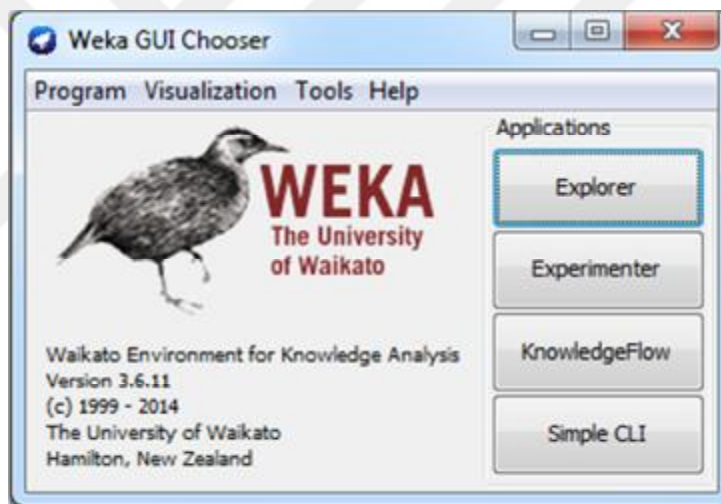 Weka GUI Chooser
Program Visualization Tools Help
WEKA
The University
of Waikato
Waikato Environment for Knowledge Analysis
Version 3.6.11
(c) 1999 - 2014
The University of Waikato
Hamilton, New Zealand
Applications
Explorer
Experimenter
KnowledgeFlow
Simple CLI